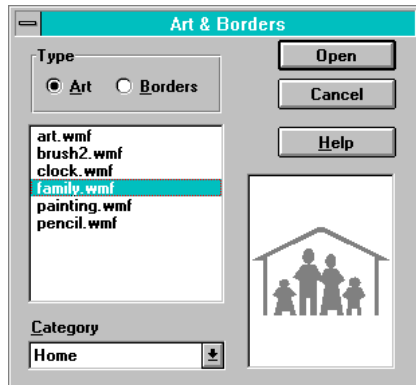 Art & Borders
Type
Art
Borders
Open
Cancel
Help
art.wmf
brush2.wmf
clock.wmf
family.wmf
painting.wmf
pencil.wmf
Category
Home